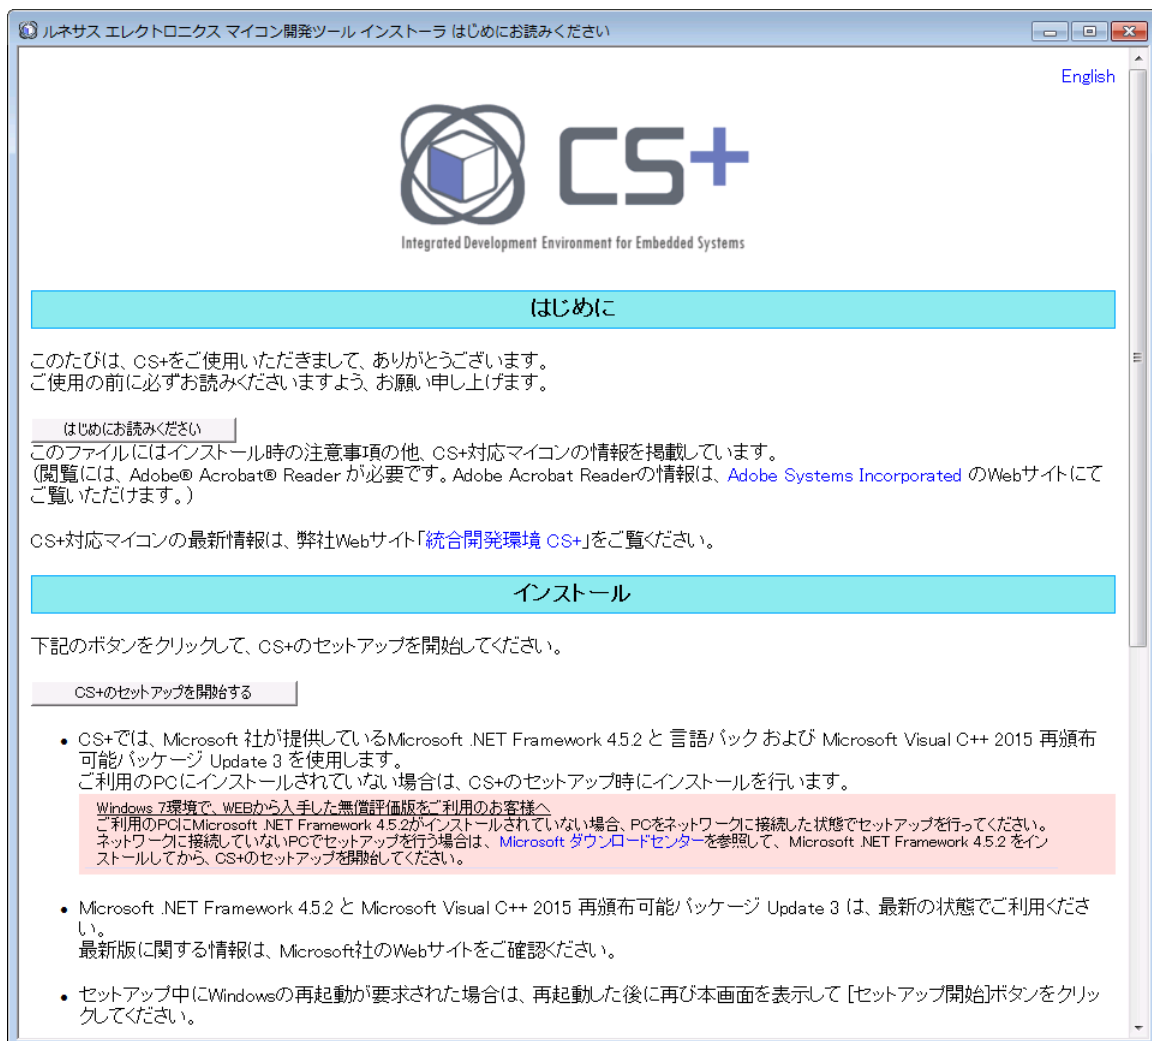 ルネサス エレクトロニクス マイコン開発ツール インストーラ はじめにお読みください
English
CS+
Integrated Development Environment for Embedded Systems
はじめに
このたびは、CS+をご使用いただきまして、ありがとうございます。
ご使用の前に必ずお読みくださいますよう、お願い申し上げます。
はじめにお読みください
このファイルにはインストール時の注意事項の他、CS+対応マイコンの情報を掲載しています。
(閲覧には、Adobe® Acrobat® Reader が必要です。Adobe Acrobat Readerの情報は、Adobe Systems Incorporated のWebサイトにて
ご覧いただけます。)
CS+対応マイコンの最新情報は、弊社Webサイト「統合開発環境 CS+」をご覧ください。
インストール
下記のボタンをクリックして、CS+のセットアップを開始してください。
CS+のセットアップを開始する
• CS+では、Microsoft 社が提供しているMicrosoft .NET Framework 4.5.2 と 言語パック および Microsoft Visual C++ 2015 再頒布
可能パッケージ Update 3 を使用します。
ご利用のPCにインストールされていない場合は、CS+のセットアップ時にインストールを行います。
Windows 7環境で、WEBから入手した無償評価版をご利用のお客様へ
ご利用のPCにMicrosoft .NET Framework 4.5.2がインストールされていない場合、PCをネットワークに接続した状態でセットアップを行ってください。
ネットワークに接続していないPCでセットアップを行う場合は、Microsoft ダウンロードセンターを参照して、Microsoft .NET Framework 4.5.2 をイン
ストールしてから、CS+のセットアップを開始してください。
• Microsoft .NET Framework 4.5.2 と Microsoft Visual C++ 2015 再頒布可能パッケージ Update 3 は、最新の状態でご利用くださ
い。
最新版に関する情報は、Microsoft社のWebサイトをご確認ください。
• セットアップ中にWindowsの再起動が要求された場合は、再起動した後に再び本画面を表示して [セットアップ開始]ボタンをクリッ
クしてください。